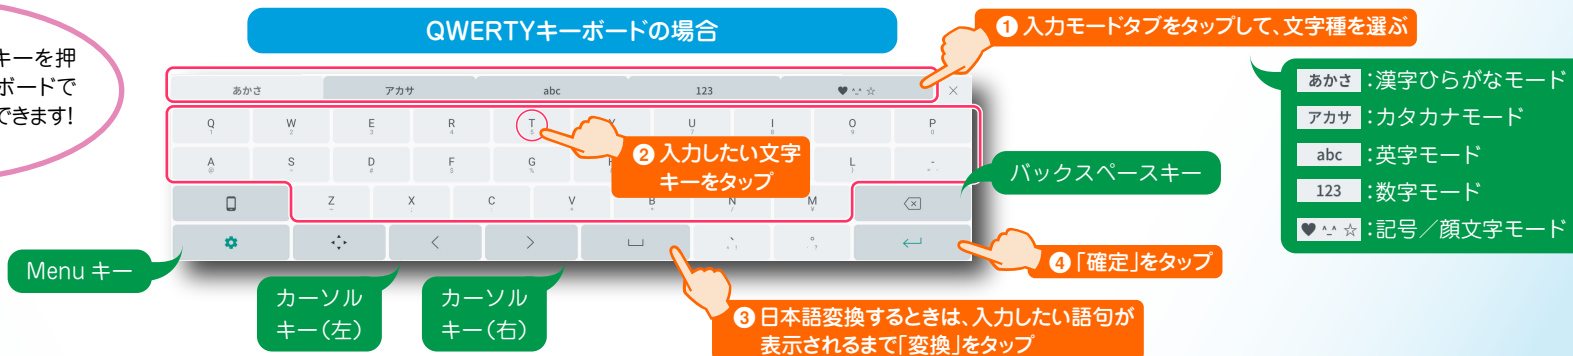 キーを押
ボードで
できます!
QWERTYキーボードの場合
❶ 入力モードタブをタップして、文字種を選ぶ
あかさ アカサ abc 123 ♥ ^_^ ☆ ×
Q W E R T Y U I O P
1 2 3 4 5 7 8 9 0
A S D F G H L -
@ # $ % )
❷ 入力したい文字
キーをタップ
Z X C V B N M
~ : * / ¥
バックスペースキー
あかさ :漢字ひらがなモード
アカサ :カタカナモード
abc :英字モード
123 :数字モード
♥ ^_^ ☆ :記号/顔文字モード
Menu キー
カーソル
キー(左)
カーソル
キー(右)
❹「確定」をタップ
❸ 日本語変換するときは、入力したい語句が
表示されるまで「変換」をタップ